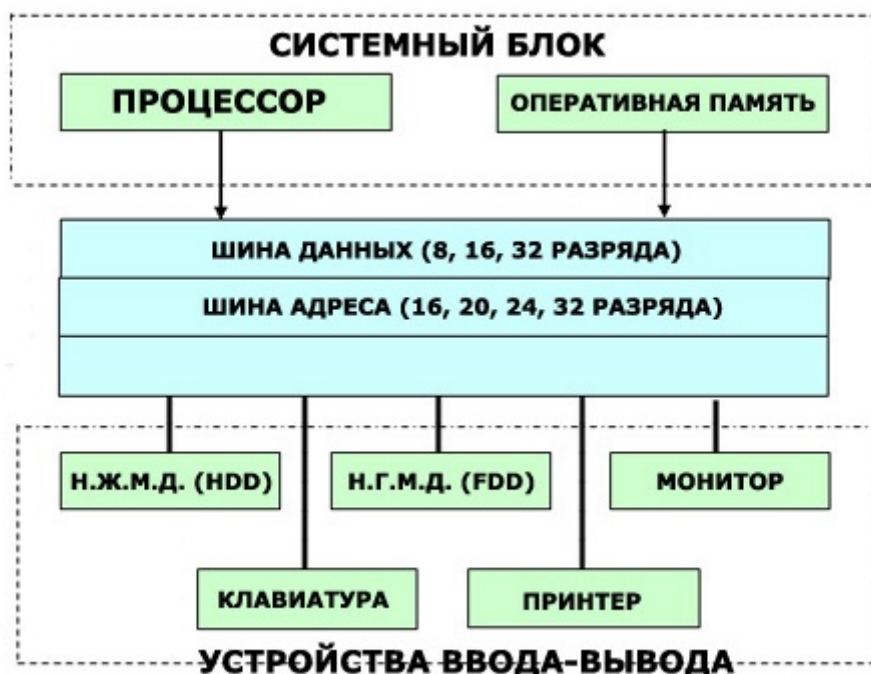 СИСТЕМНЫЙ БЛОК
ПРОЦЕССОР
ОПЕРАТИВНАЯ ПАМЯТЬ
ШИНА ДАННЫХ (8, 16, 32 РАЗРЯДА)
ШИНА АДРЕСА (16, 20, 24, 32 РАЗРЯДА)
Н.Ж.М.Д. (HDD)
Н.Г.М.Д. (FDD)
МОНИТОР
КЛАВИАТУРА
ПРИНТЕР
УСТРОЙСТВА ВВОДА-ВЫВОДА